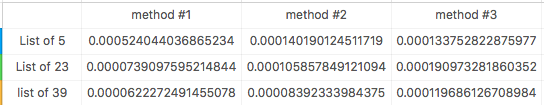 method #1 method #2 method #3
List of 5 0.000524044036865234 0.000140190124511719 0.000133752822875977
List of 23 0.0000739097595214844 0.000105857849121094 0.000190973281860352
list of 39 0.0000622272491455078 0.00008392333984375 0.000119686126708984